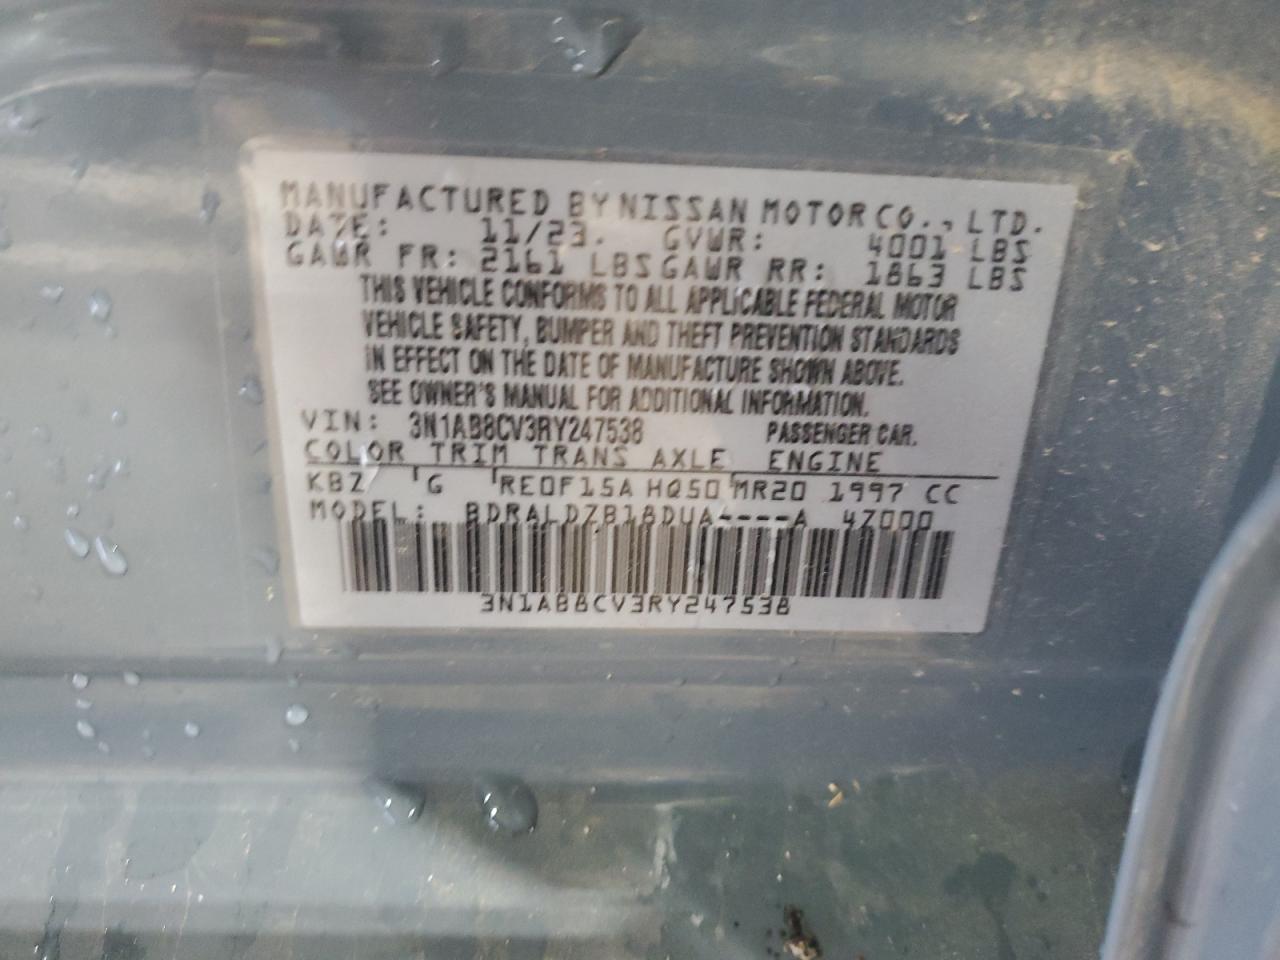 MANUFACTURED BY NISSAN MOTOR CO., LTD.
DATE: 11/23. GVWR: 4001 LBS
GAWR FR: 2161 LBS GAWR RR: 1863 LBS
THIS VEHICLE CONFORMS TO ALL APPLICABLE FEDERAL MOTOR
VEHICLE SAFETY, BUMPER AND THEFT PREVENTION STANDARDS
IN EFFECT ON THE DATE OF MANUFACTURE SHOWN ABOVE.
SEE OWNER'S MANUAL FOR ADDITIONAL INFORMATION.
VIN: 3N1AB8CV3RY247538 PASSENGER CAR.
COLOR TRIM TRANS AXLE ENGINE
KBZ G RE0F15A HQ50 MR20 1997 CC
MODEL: BDRALDZB18DUA----A 47000
3N1AB8CV3RY247538